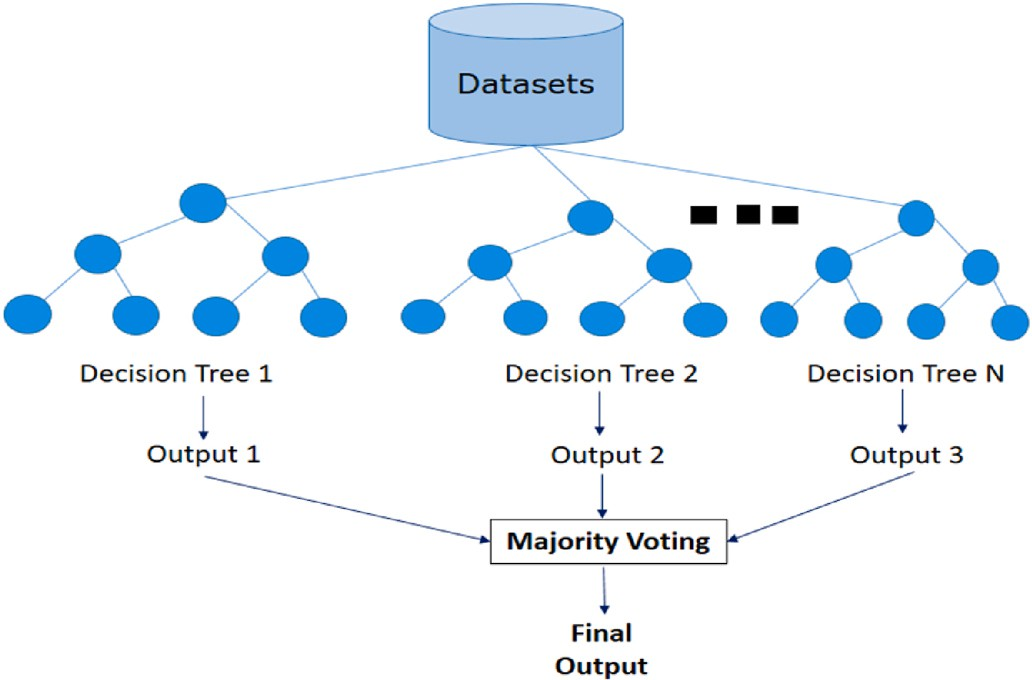 Datasets
Decision Tree 1
Decision Tree 2
Decision Tree N
Output 1
Output 2
Output 3
Majority Voting
Final
Output